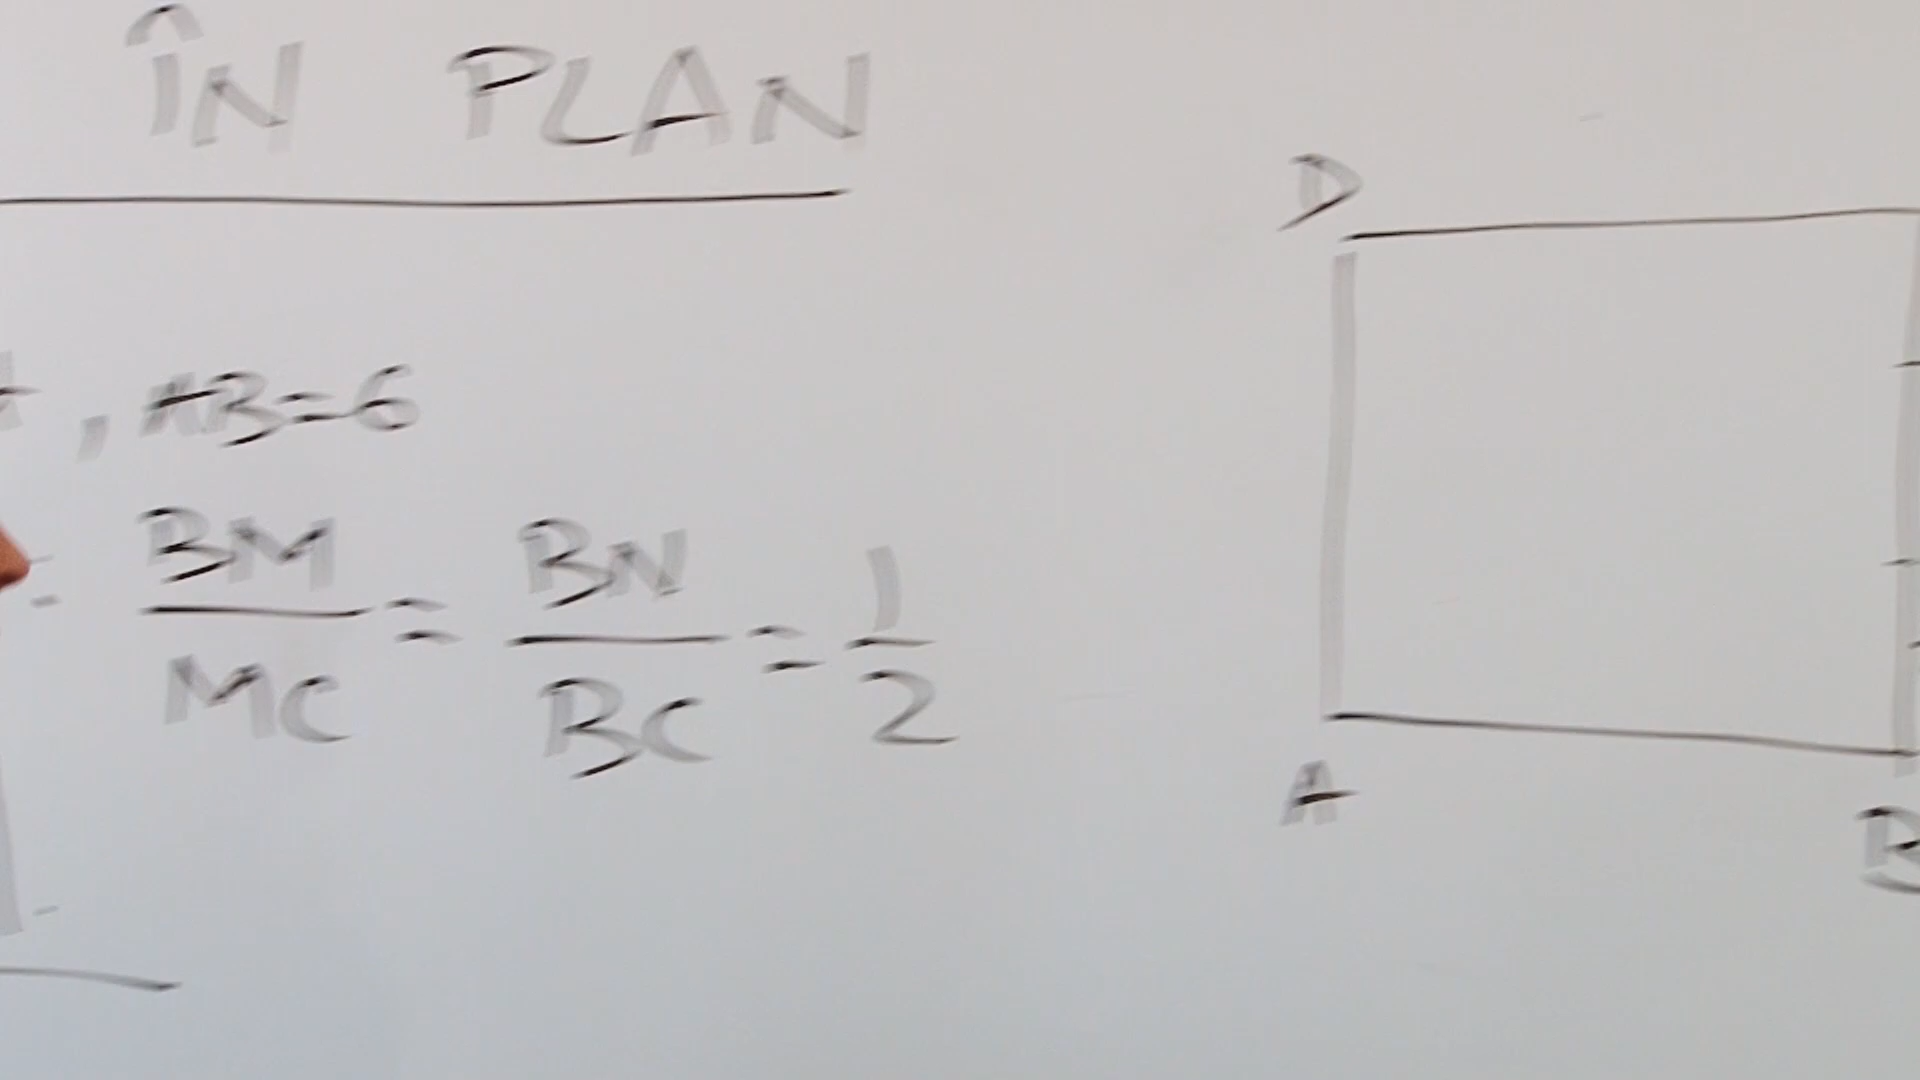 ÎN PLAN
D
, AB=6
= BM/MC = BN/BC = 1/2
A
B